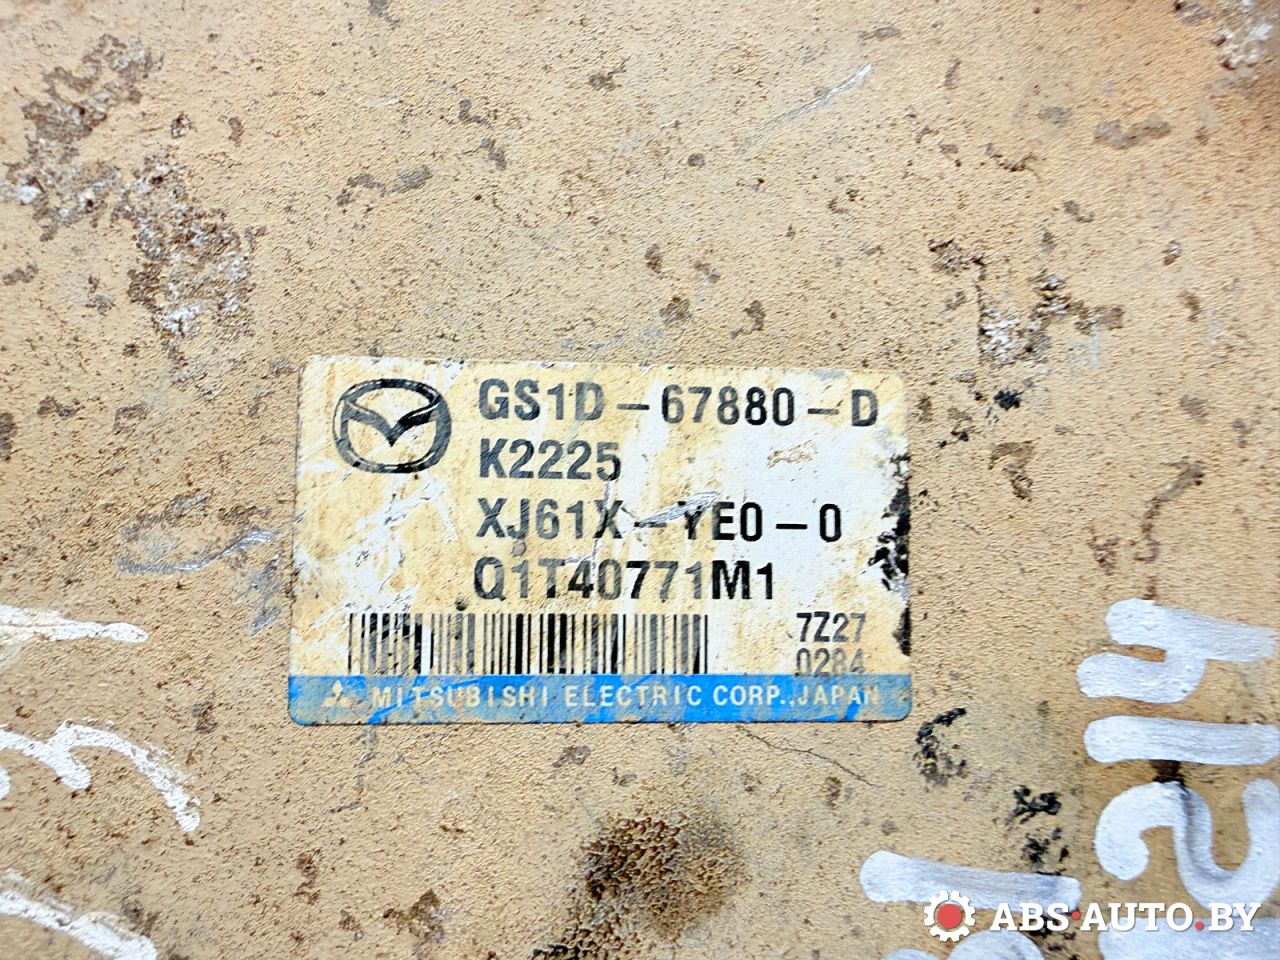 GS1D-67880-D
K2225
XJ61X-YE0-0
Q1T40771M1
7Z27
0284
MITSUBISHI ELECTRIC CORP., JAPAN
ABS-AUTO.BY